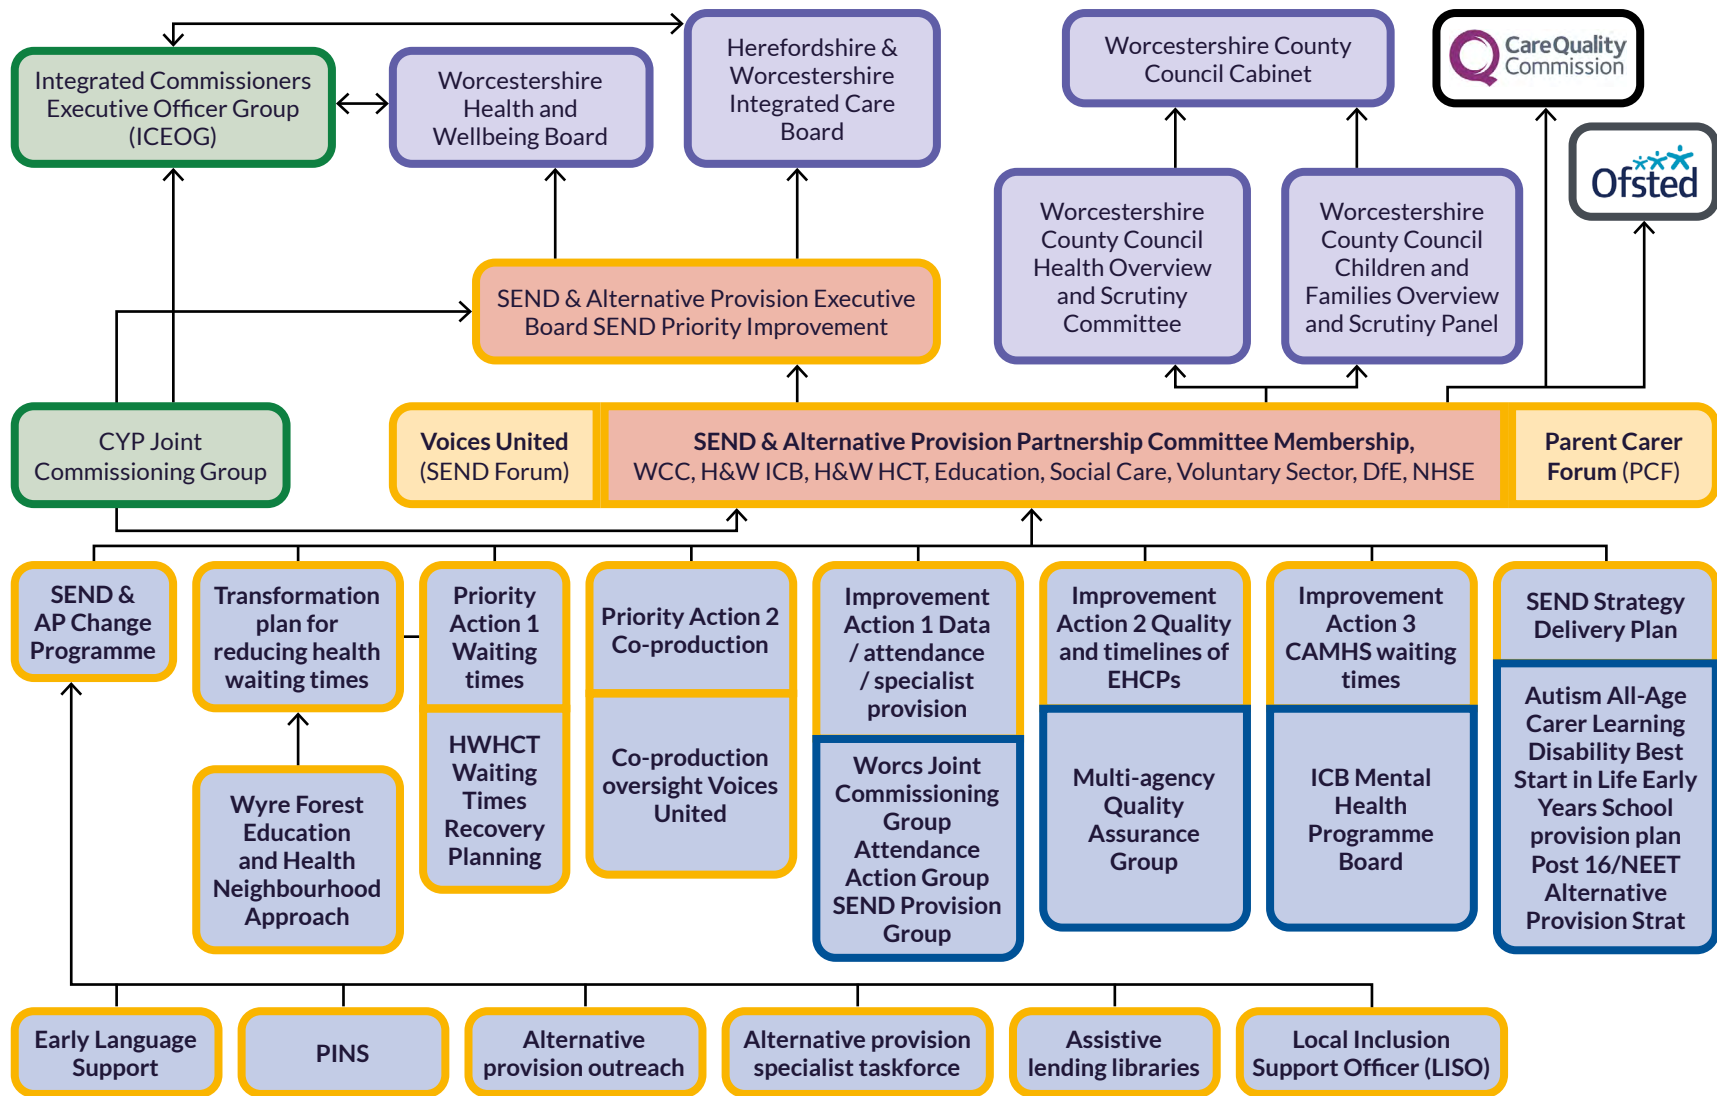 Integrated Commissioners
Executive Officer Group
(ICEOG)
Worcestershire
Health and
Wellbeing Board
Herefordshire &
Worcestershire
Integrated Care
Board
Worcestershire County
Council Cabinet
CareQuality
Commission
Ofsted
Worcestershire
County Council
Health Overview
and Scrutiny
Committee
Worcestershire
County Council
Children and
Families Overview
and Scrutiny Panel
SEND & Alternative Provision Executive
Board SEND Priority Improvement
CYP Joint
Commissioning Group
Voices United
(SEND Forum)
SEND & Alternative Provision Partnership Committee Membership,
WCC, H&W ICB, H&W HCT, Education, Social Care, Voluntary Sector, DfE, NHSE
Parent Carer
Forum (PCF)
SEND &
AP Change
Programme
Transformation
plan for
reducing health
waiting times
Priority
Action 1
Waiting
times
Priority Action 2
Co-production
Improvement
Action 1 Data
/ attendance
/ specialist
provision
Improvement
Action 2 Quality
and timelines of
EHCPs
Improvement
Action 3
CAMHS waiting
times
SEND Strategy
Delivery Plan
Wyre Forest
Education
and Health
Neighbourhood
Approach
HWHCT
Waiting
Times
Recovery
Planning
Co-production
oversight Voices
United
Worcs Joint
Commissioning
Group
Attendance
Action Group
SEND Provision
Group
Multi-agency
Quality
Assurance
Group
ICB Mental
Health
Programme
Board
Autism All-Age
Carer Learning
Disability Best
Start in Life Early
Years School
provision plan
Post 16/NEET
Alternative
Provision Strat
Early Language
Support
PINS
Alternative
provision outreach
Alternative provision
specialist taskforce
Assistive
lending libraries
Local Inclusion
Support Officer (LISO)